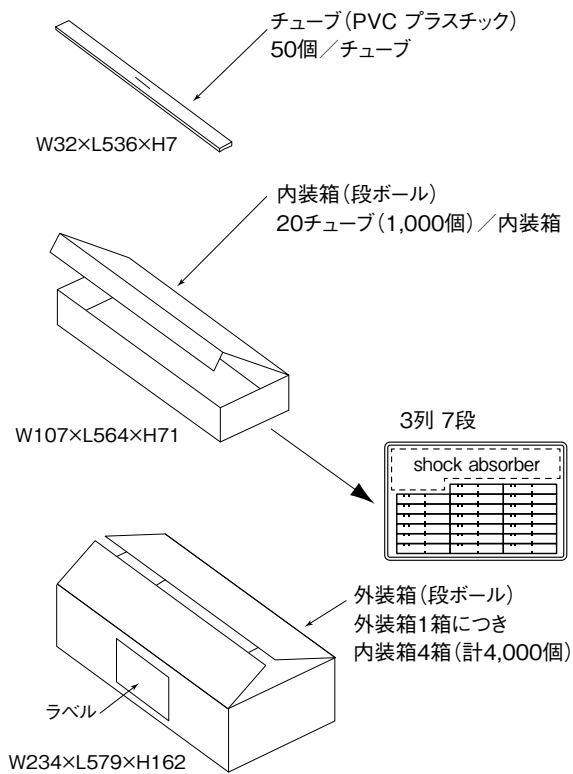 チューブ（PVC プラスチック）
50個／チューブ
W32×L536×H7
内装箱（段ボール）
20チューブ（1,000個）／内装箱
W107×L564×H71
3列 7段
shock absorber
外装箱（段ボール）
外装箱1箱につき
内装箱4箱（計4,000個）
ラベル
W234×L579×H162